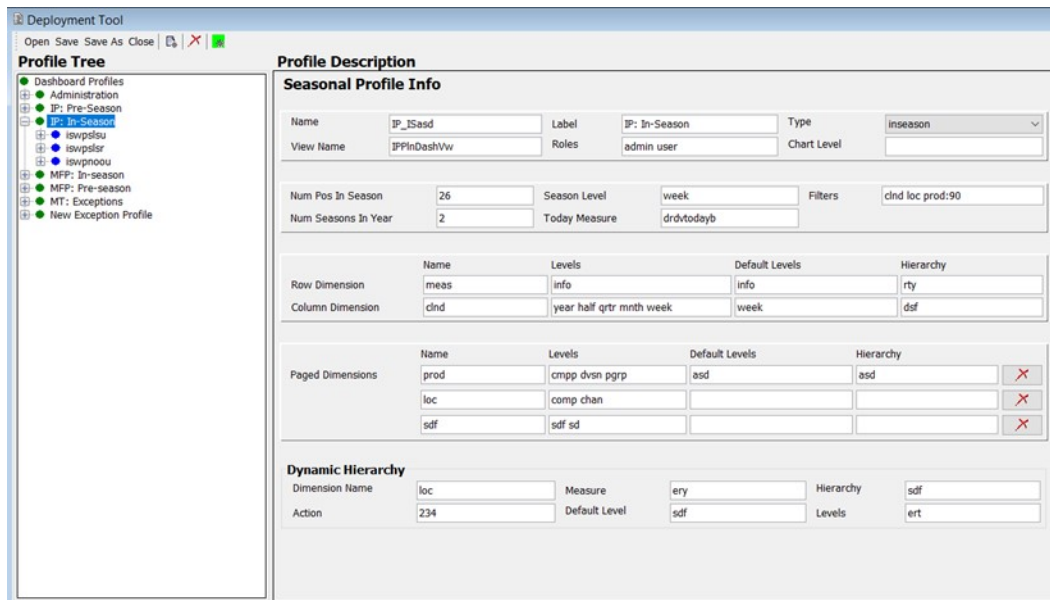 Deployment Tool
Open Save Save As Close
Profile Tree
Dashboard Profiles
Administration
IP: Pre-Season
IP: In-Season
iswpslsu
iswpslsr
iswpnoou
MFP: In-season
MFP: Pre-season
MT: Exceptions
New Exception Profile
Profile Description
Seasonal Profile Info
Name IP_ISasd Label IP: In-Season Type inseason
View Name IPPlnDashVw Roles admin user Chart Level
Num Pos In Season 26 Season Level week Filters clnd loc prod:90
Num Seasons In Year 2 Today Measure drdvtodayb
Name Levels Default Levels Hierarchy
Row Dimension meas info info rty
Column Dimension clnd year half qrtr mnth week week dsf
Name Levels Default Levels Hierarchy
Paged Dimensions prod cmpp dvsn pgrp asd asd
loc comp chan
sdf sdf sd
Dynamic Hierarchy
Dimension Name loc Measure ery Hierarchy sdf
Action 234 Default Level sdf Levels ert